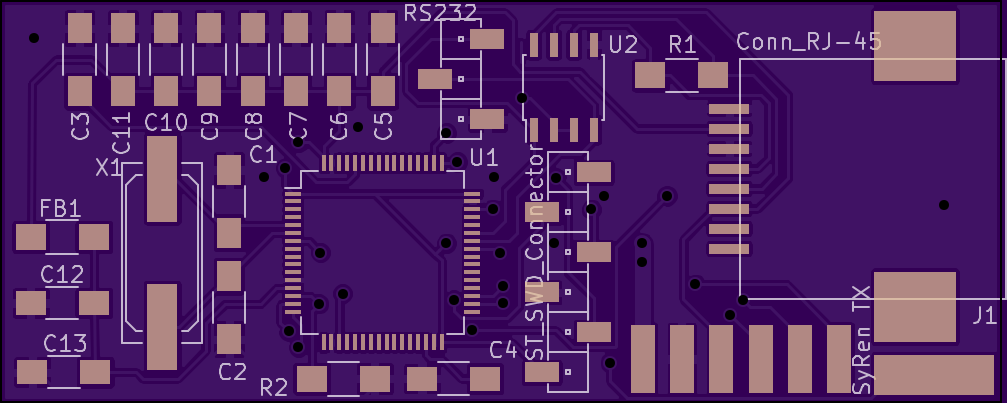 RS232
U2
R1
Conn_RJ-45
C3
C11
C10
C9
C8
C7
C6
C5
X1
C1
U1
ST_SWD_Connector
FB1
C12
C13
C2
R2
C4
SyRen TX
J1